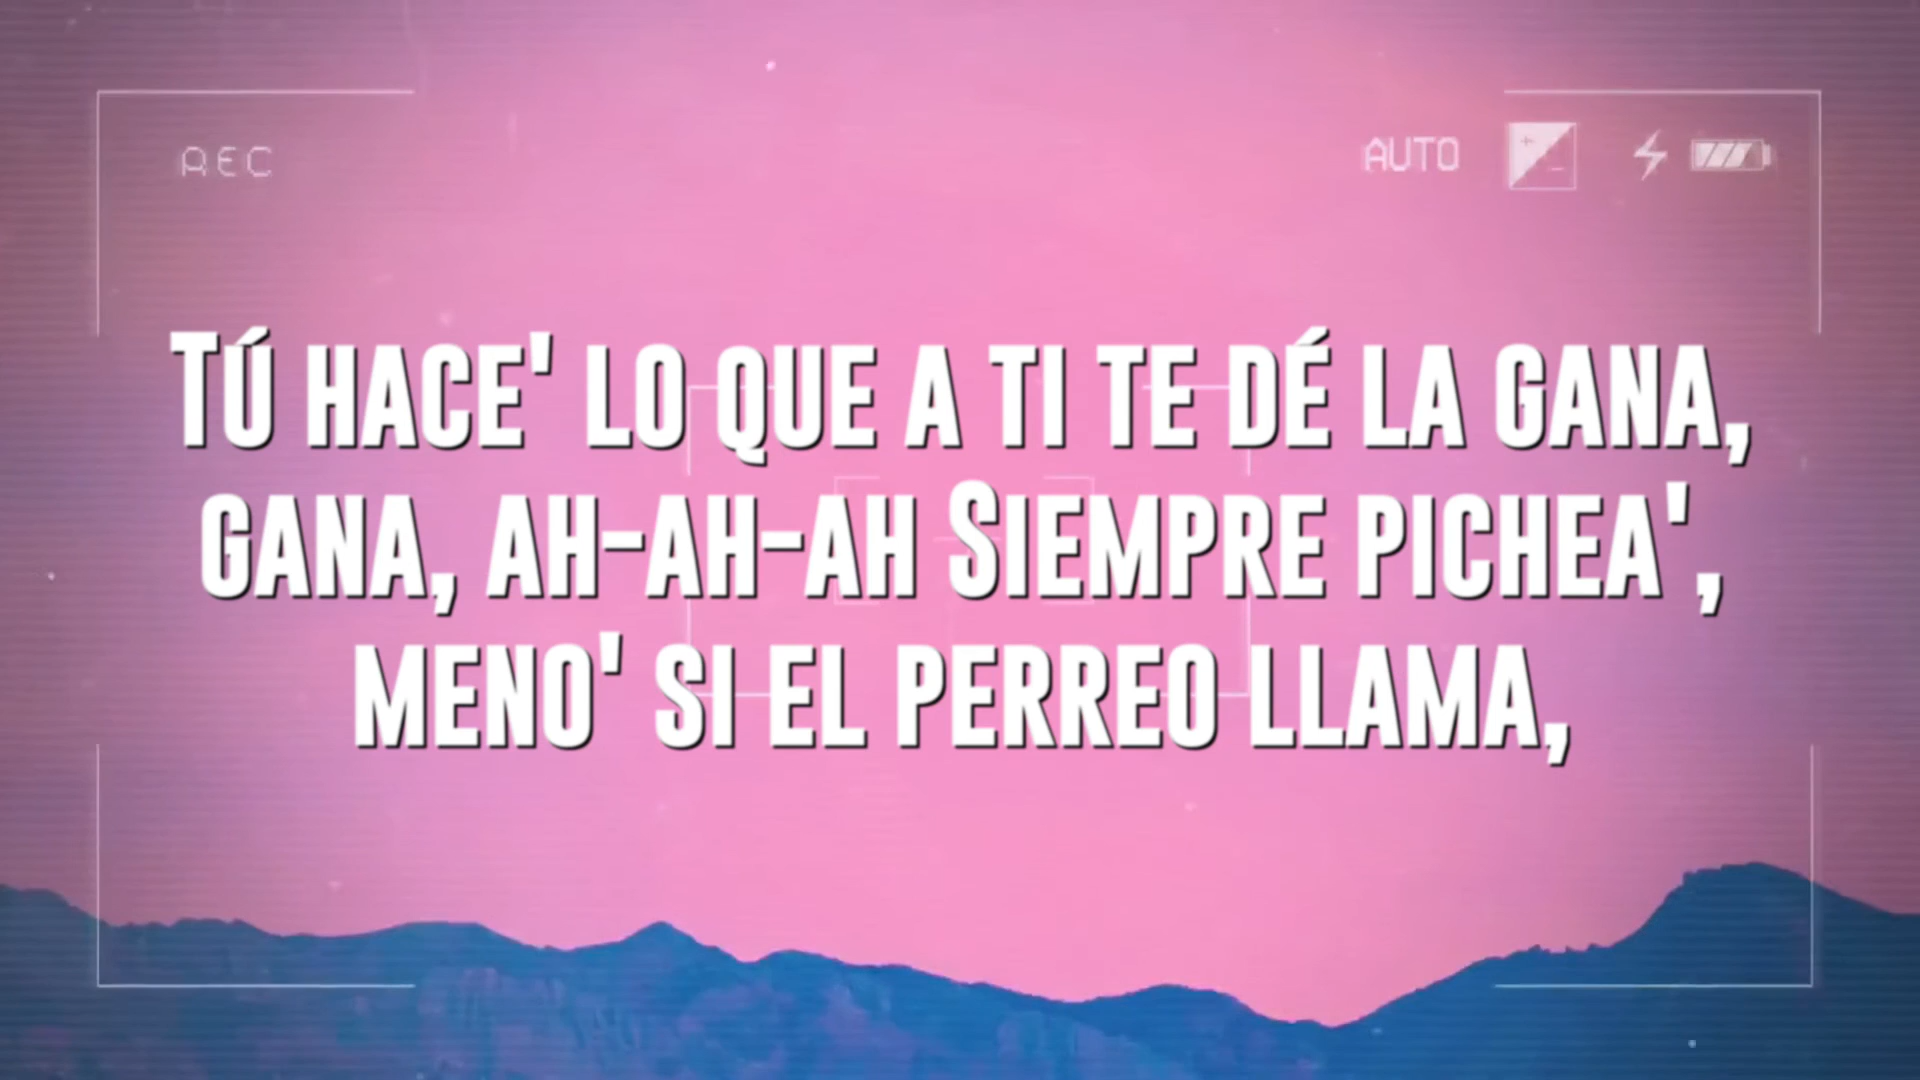 REC
AUTO
Tú hace' lo que a ti te dé la gana,
gana, ah-ah-ah Siempre pichea',
meno' si el perreo llama,